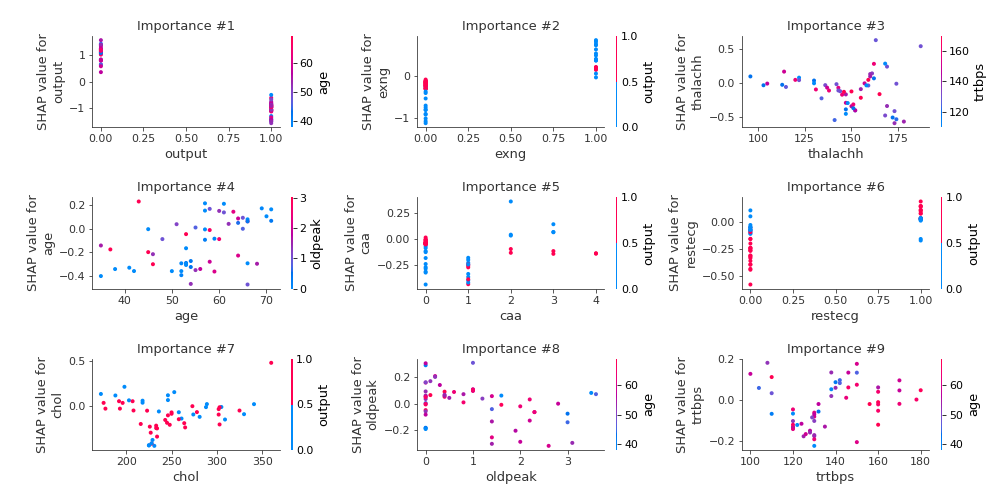 Importance #1
SHAP value for
output
1
0
−1
0.00 0.25 0.50 0.75 1.00
output
60
50
40
age
Importance #2
SHAP value for
exng
0
−1
0.00 0.25 0.50 0.75 1.00
exng
1.0
0.5
0.0
output
Importance #3
SHAP value for
thalachh
0.5
0.0
−0.5
100 125 150 175
thalachh
160
140
120
trtbps
Importance #4
SHAP value for
age
0.2
0.0
−0.2
−0.4
40 50 60 70
age
3
2
1
0
oldpeak
Importance #5
SHAP value for
caa
0.25
0.00
−0.25
0 1 2 3 4
caa
1.0
0.5
0.0
output
Importance #6
SHAP value for
restecg
0.00
−0.25
−0.50
0.00 0.25 0.50 0.75 1.00
restecg
1.0
0.5
0.0
output
Importance #7
SHAP value for
chol
0.5
0.0
200 250 300 350
chol
1.0
0.5
0.0
output
Importance #8
SHAP value for
oldpeak
0.2
0.0
−0.2
0 1 2 3
oldpeak
60
50
40
age
Importance #9
SHAP value for
trtbps
0.2
0.0
−0.2
100 120 140 160 180
trtbps
60
50
40
age